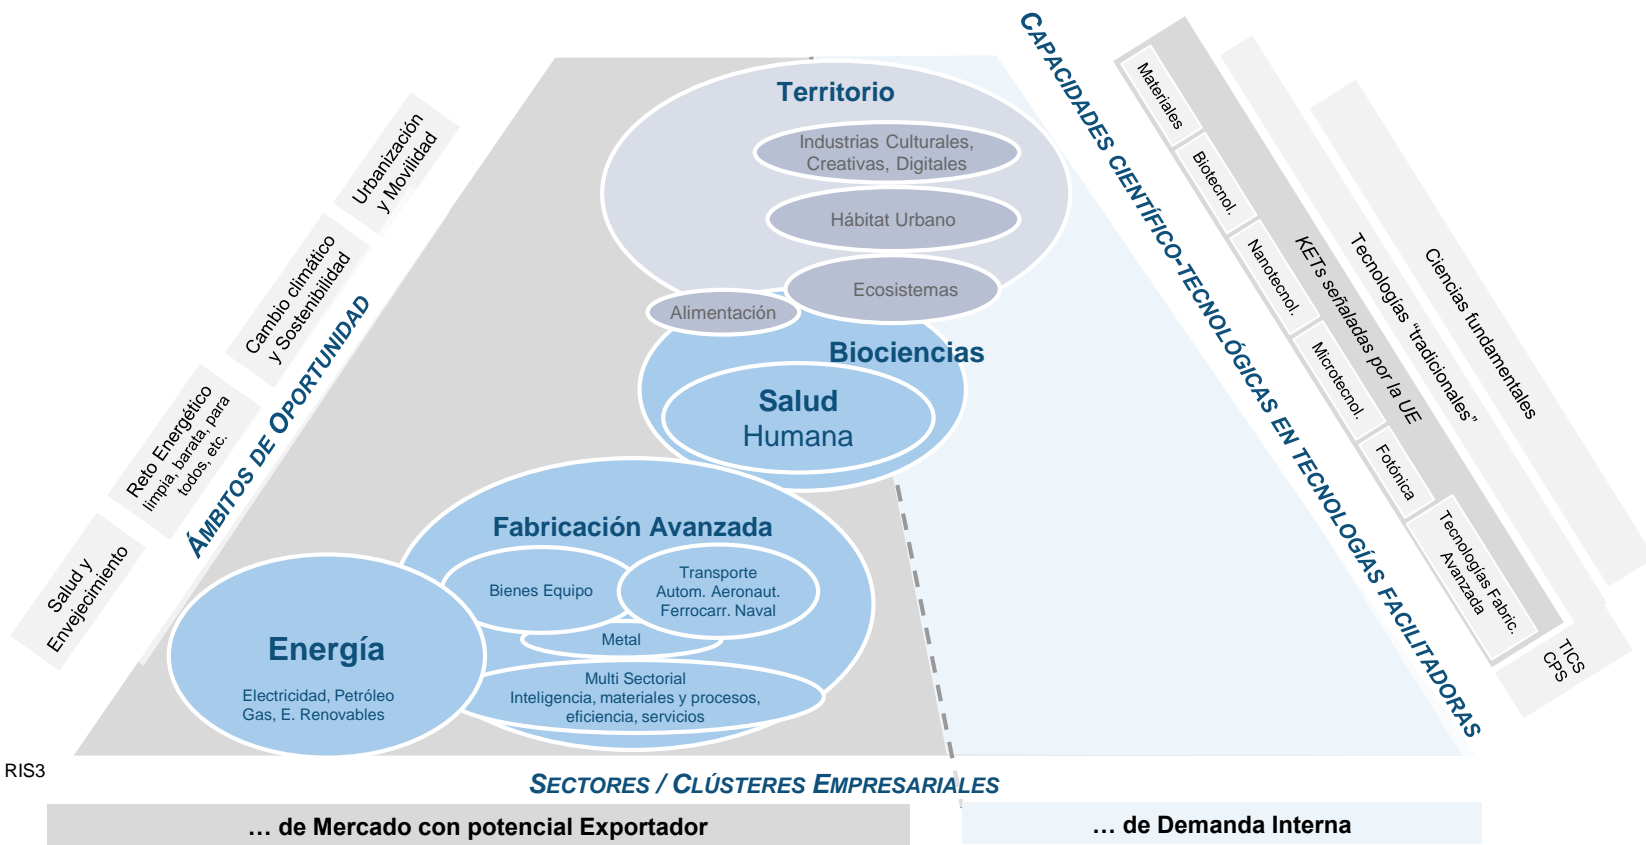 Urbanización
y Movilidad
Cambio climático
y Sostenibilidad
Reto Energético
limpia, barata, para
todos, etc.
Salud y
Envejecimiento
ÁMBITOS DE OPORTUNIDAD
Territorio
Industrias Culturales,
Creativas, Digitales
Hábitat Urbano
Ecosistemas
Alimentación
Biociencias
Salud
Humana
Fabricación Avanzada
Bienes Equipo
Transporte
Autom. Aeronaut.
Ferrocarr. Naval
Metal
Multi Sectorial
Inteligencia, materiales y procesos,
eficiencia, servicios
Energía
Electricidad, Petróleo
Gas, E. Renovables
CAPACIDADES CIENTÍFICO-TECNOLÓGICAS EN TECNOLOGÍAS FACILITADORAS
Materiales
Biotecnol.
Nanotecnol.
Microtecnol.
Fotónica
Tecnologías Fabric.
Avanzada
KETs señaladas por la UE
Tecnologías “tradicionales”
Ciencias fundamentales
TICS
CPS
RIS3
SECTORES / CLÚSTERES EMPRESARIALES
… de Mercado con potencial Exportador
… de Demanda Interna